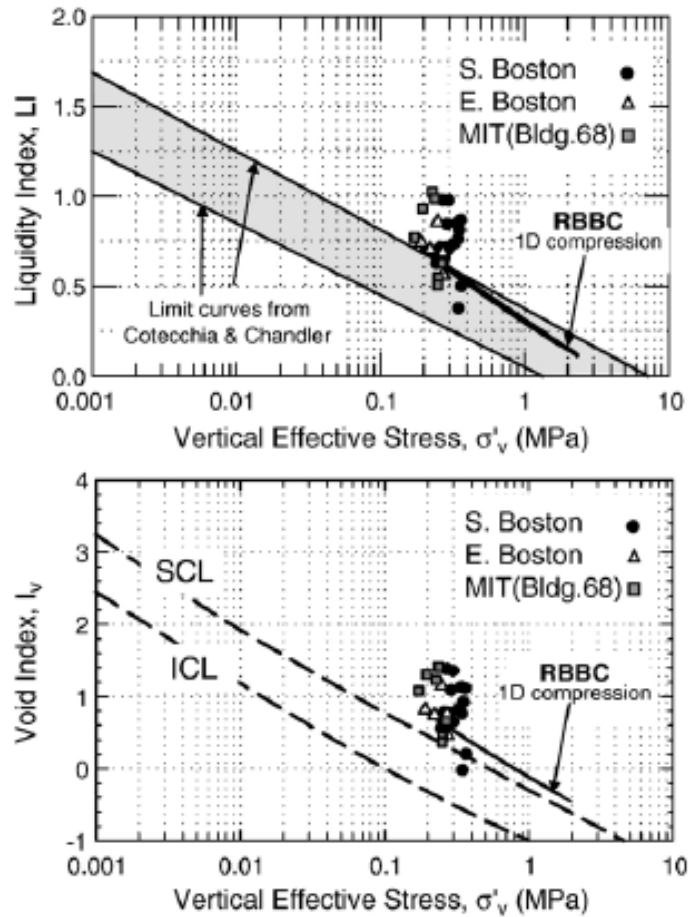 2.0
1.5
1.0
0.5
0.0
Liquidity Index, LI
S. Boston
E. Boston
MIT(Bldg.68)
RBBC
1D compression
Limit curves from
Cotecchia & Chandler
0.001 0.01 0.1 1 10
Vertical Effective Stress, σ'v (MPa)
4
3
2
1
0
-1
Void Index, Iv
SCL
ICL
S. Boston
E. Boston
MIT(Bldg.68)
RBBC
1D compression
0.001 0.01 0.1 1 10
Vertical Effective Stress, σ'v (MPa)